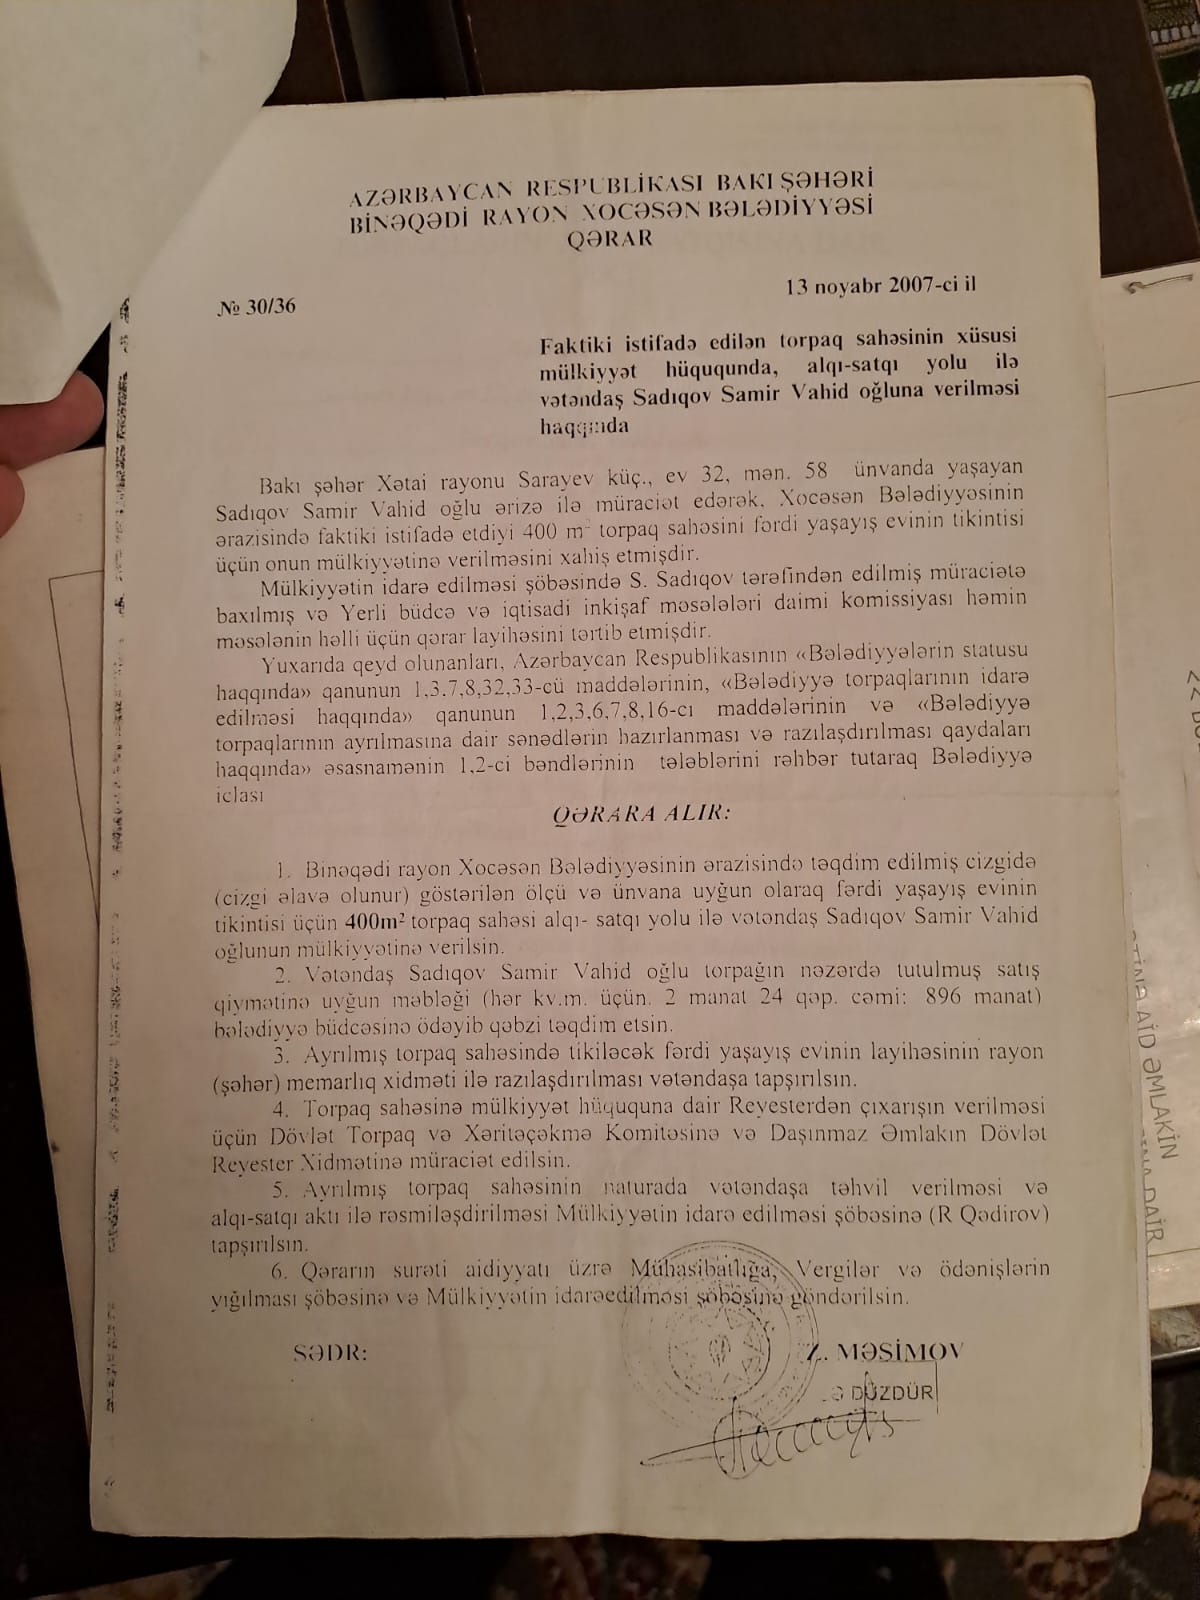 AZƏRBAYCAN RESPUBLİKASI BAKI ŞƏHƏRİ
BİNƏQƏDİ RAYON XOCƏSƏN BƏLƏDİYYƏSİ
QƏRAR
№ 30/36
13 noyabr 2007-ci il
Faktiki istifadə edilən torpaq sahəsinin xüsusi
mülkiyyət hüququnda, alqı-satqı yolu ilə
vətəndaş Sadıqov Samir Vahid oğluna verilməsi
haqqında
Bakı şəhər Xətai rayonu Sarayev küç., ev 32, mən. 58 ünvanda yaşayan
Sadıqov Samir Vahid oğlu ərizə ilə müraciət edərək, Xocəsən Bələdiyyəsinin
ərazisində faktiki istifadə etdiyi 400 m² torpaq sahəsini fərdi yaşayış evinin tikintisi
üçün onun mülkiyyətinə verilməsini xahiş etmişdir.
Mülkiyyətin idarə edilməsi şöbəsində S. Sadıqov tərəfindən edilmiş müraciətə
baxılmış və Yerli büdcə və iqtisadi inkişaf məsələləri daimi komissiyası həmin
məsələnin həlli üçün qərar layihəsini tərtib etmişdir.
Yuxarıda qeyd olunanları, Azərbaycan Respublikasının «Bələdiyyələrin statusu
haqqında» qanunun 1,3.7,8,32,33-cü maddələrinin, «Bələdiyyə torpaqlarının idarə
edilməsi haqqında» qanunun 1,2,3,6,7,8,16-cı maddələrinin və «Bələdiyyə
torpaqlarının ayrılmasına dair sənədlərin hazırlanması və razılaşdırılması qaydaları
haqqında» əsasnamənin 1,2-ci bəndlərinin tələblərini rəhbər tutaraq Bələdiyyə
iclası
QƏRARA ALIR:
1. Binəqədi rayon Xocəsən Bələdiyyəsinin ərazisində təqdim edilmiş cizgidə
(cizgi əlavə olunur) göstərilən ölçü və ünvana uyğun olaraq fərdi yaşayış evinin
tikintisi üçün 400m² torpaq sahəsi alqı- satqı yolu ilə vətəndaş Sadıqov Samir Vahid
oğlunun mülkiyyətinə verilsin.
2. Vətəndaş Sadıqov Samir Vahid oğlu torpağın nəzərdə tutulmuş satış
qiymətinə uyğun məbləği (hər kv.m. üçün. 2 manat 24 qəp. cəmi: 896 manat)
bələdiyyə büdcəsinə ödəyib qəbzi təqdim etsin.
3. Ayrılmış torpaq sahəsində tikiləcək fərdi yaşayış evinin layihəsinin rayon
(şəhər) memarlıq xidməti ilə razılaşdırılması vətəndaşa tapşırılsın.
4. Torpaq sahəsinə mülkiyyət hüququna dair Reyesterdən çıxarışın verilməsi
üçün Dövlət Torpaq və Xəritəçəkmə Komitəsinə və Daşınmaz Əmlakın Dövlət
Reyester Xidmətinə müraciət edilsin.
5. Ayrılmış torpaq sahəsinin naturada vətəndaşa təhvil verilməsi və
alqı-satqı aktı ilə rəsmiləşdirilməsi Mülkiyyətin idarə edilməsi şöbəsinə (R Qədirov)
tapşırılsın.
6. Qərarın surəti aidiyyatı üzrə Mühasibatlığa, Vergilər və ödənişlərin
yığılması şöbəsinə və Mülkiyyətin idarəedilməsi şöbəsinə göndərilsin.
SƏDR:
Z. MƏSİMOV
DÜZDÜR
AİD ƏMLAKİN
DAİR